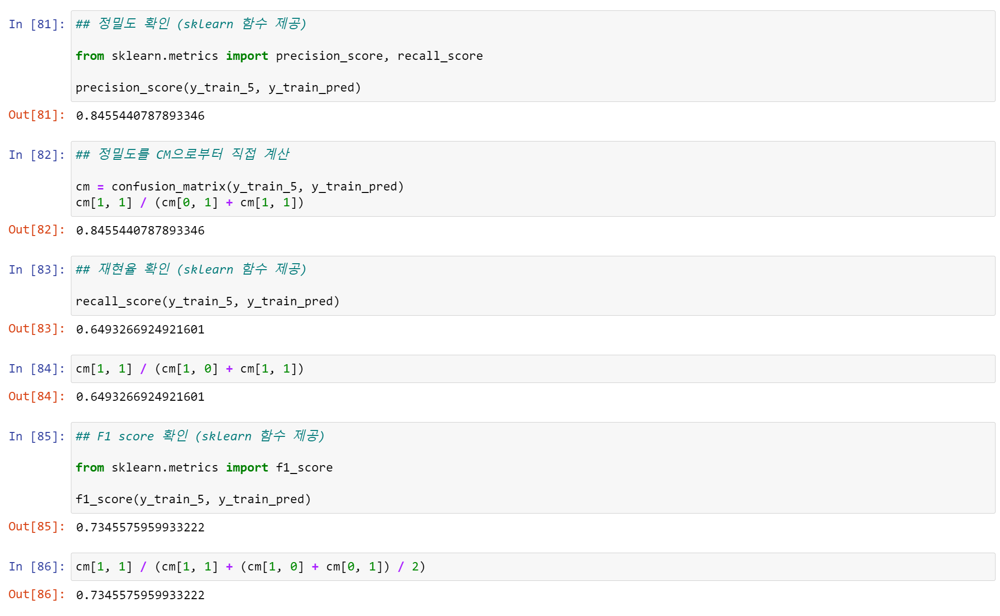 In [81]: ## 정밀도 확인 (sklearn 함수 제공)
from sklearn.metrics import precision_score, recall_score
precision_score(y_train_5, y_train_pred)
Out[81]: 0.8455440787893346
In [82]: ## 정밀도를 CM으로부터 직접 계산
cm = confusion_matrix(y_train_5, y_train_pred)
cm[1, 1] / (cm[0, 1] + cm[1, 1])
Out[82]: 0.8455440787893346
In [83]: ## 재현율 확인 (sklearn 함수 제공)
recall_score(y_train_5, y_train_pred)
Out[83]: 0.6493266924921601
In [84]: cm[1, 1] / (cm[1, 0] + cm[1, 1])
Out[84]: 0.6493266924921601
In [85]: ## F1 score 확인 (sklearn 함수 제공)
from sklearn.metrics import f1_score
f1_score(y_train_5, y_train_pred)
Out[85]: 0.7345575959933222
In [86]: cm[1, 1] / (cm[1, 1] + (cm[1, 0] + cm[0, 1]) / 2)
Out[86]: 0.7345575959933222